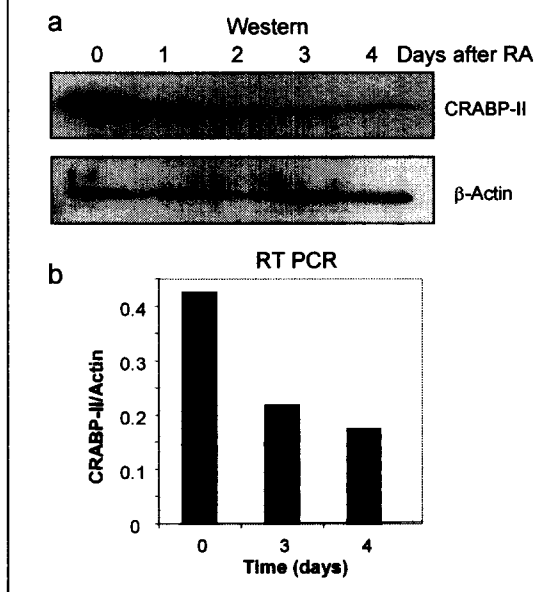 a
Western
0 1 2 3 4 Days after RA
CRABP-II
β-Actin
b
RT PCR
CRABP-II/Actin
0.4
0.3
0.2
0.1
0
0 3 4
Time (days)